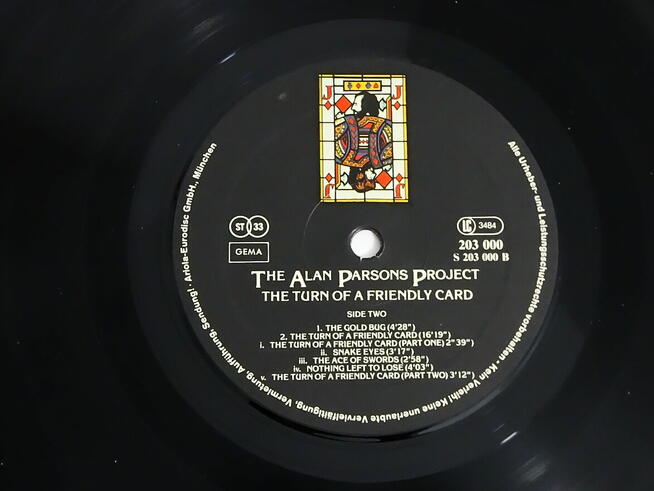 J J
J J
Alle Urheber- und Leistungsschutzrechte vorbehalten · Kein Verleih! Keine unerlaubte Vervielfältigung, Vermietung, Aufführung, Sendung! · Ariola-Eurodisc GmbH., München
ST 33
GEMA
LC 3484
203 000
S 203 000 B
THE ALAN PARSONS PROJECT
THE TURN OF A FRIENDLY CARD
SIDE TWO
1. THE GOLD BUG (4'28")
2. THE TURN OF A FRIENDLY CARD (16'19")
i. THE TURN OF A FRIENDLY CARD (PART ONE) 2"39")
ii. SNAKE EYES (3'17")
iii. THE ACE OF SWORDS (2'58")
iv. NOTHING LEFT TO LOSE (4'03")
v. THE TURN OF A FRIENDLY CARD (PART TWO) 3'12")